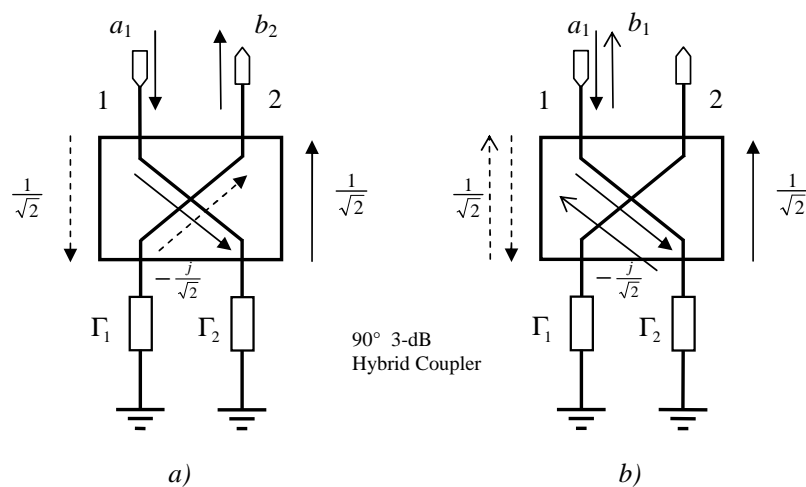 a₁ b₂
1 2
1/√2 1/√2
−j/√2
Γ₁ Γ₂
a)
a₁ b₁
1 2
1/√2 1/√2
−j/√2
Γ₁ Γ₂
b)
90° 3-dB
Hybrid Coupler